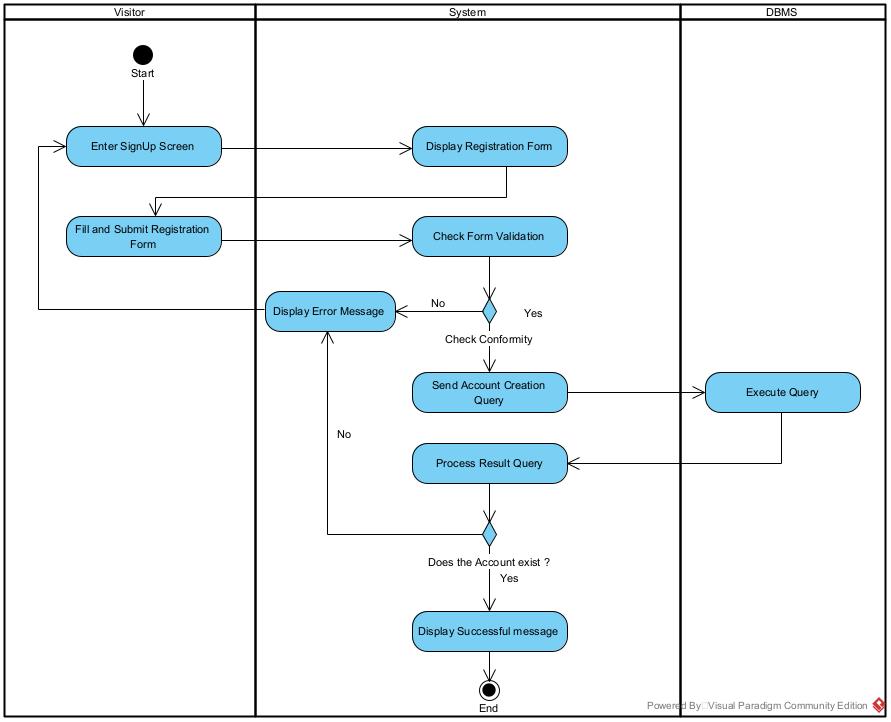 Visitor
System
DBMS
Start
Enter SignUp Screen
Display Registration Form
Fill and Submit Registration
Form
Check Form Validation
Display Error Message
No
Yes
Check Conformity
Send Account Creation
Query
Execute Query
No
Process Result Query
Does the Account exist ?
Yes
Display Successful message
End
Powered By Visual Paradigm Community Edition